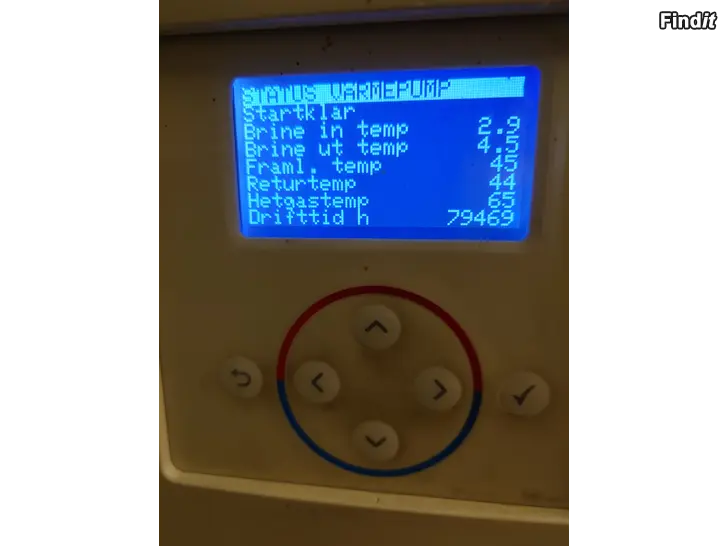 Findit
STATUS VÄRMEPUMP
Startklar
Brine in temp 2.9
Brine ut temp 4.5
Framl. temp 45
Returtemp 44
Hetgastemp 65
Drifttid h 79469